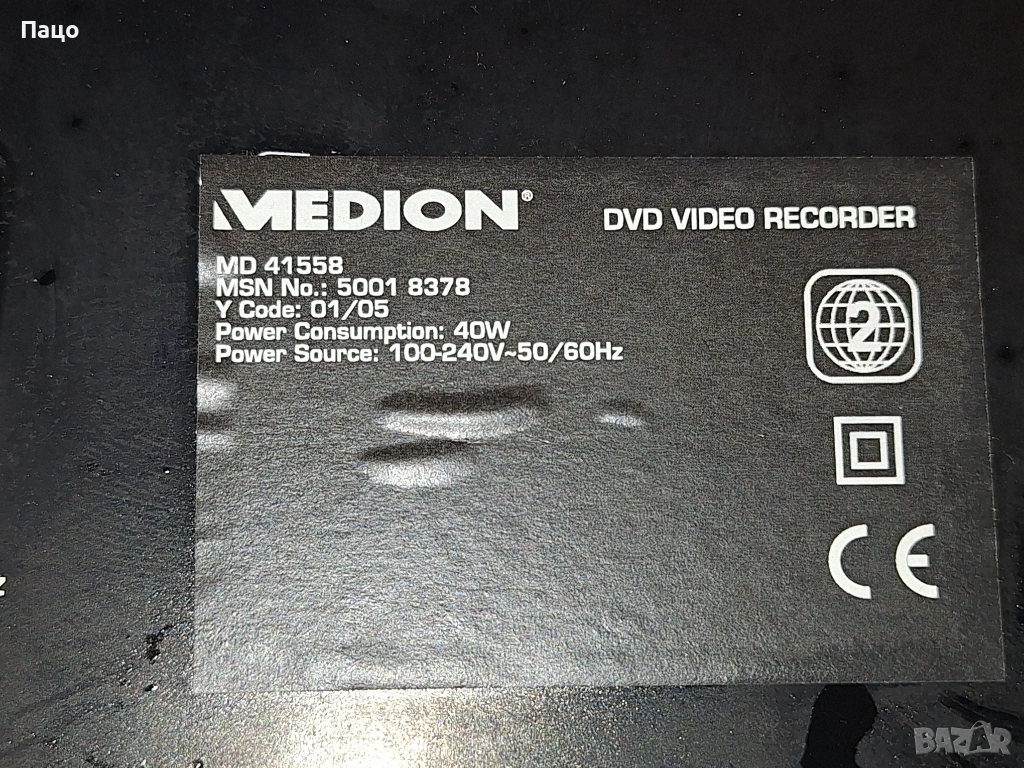 Пацо
MEDION®
DVD VIDEO RECORDER
MD 41558
MSN No.: 5001 8378
Y Code: 01/05
Power Consumption: 40W
Power Source: 100-240V~50/60Hz
2
CE
z
BAZAR